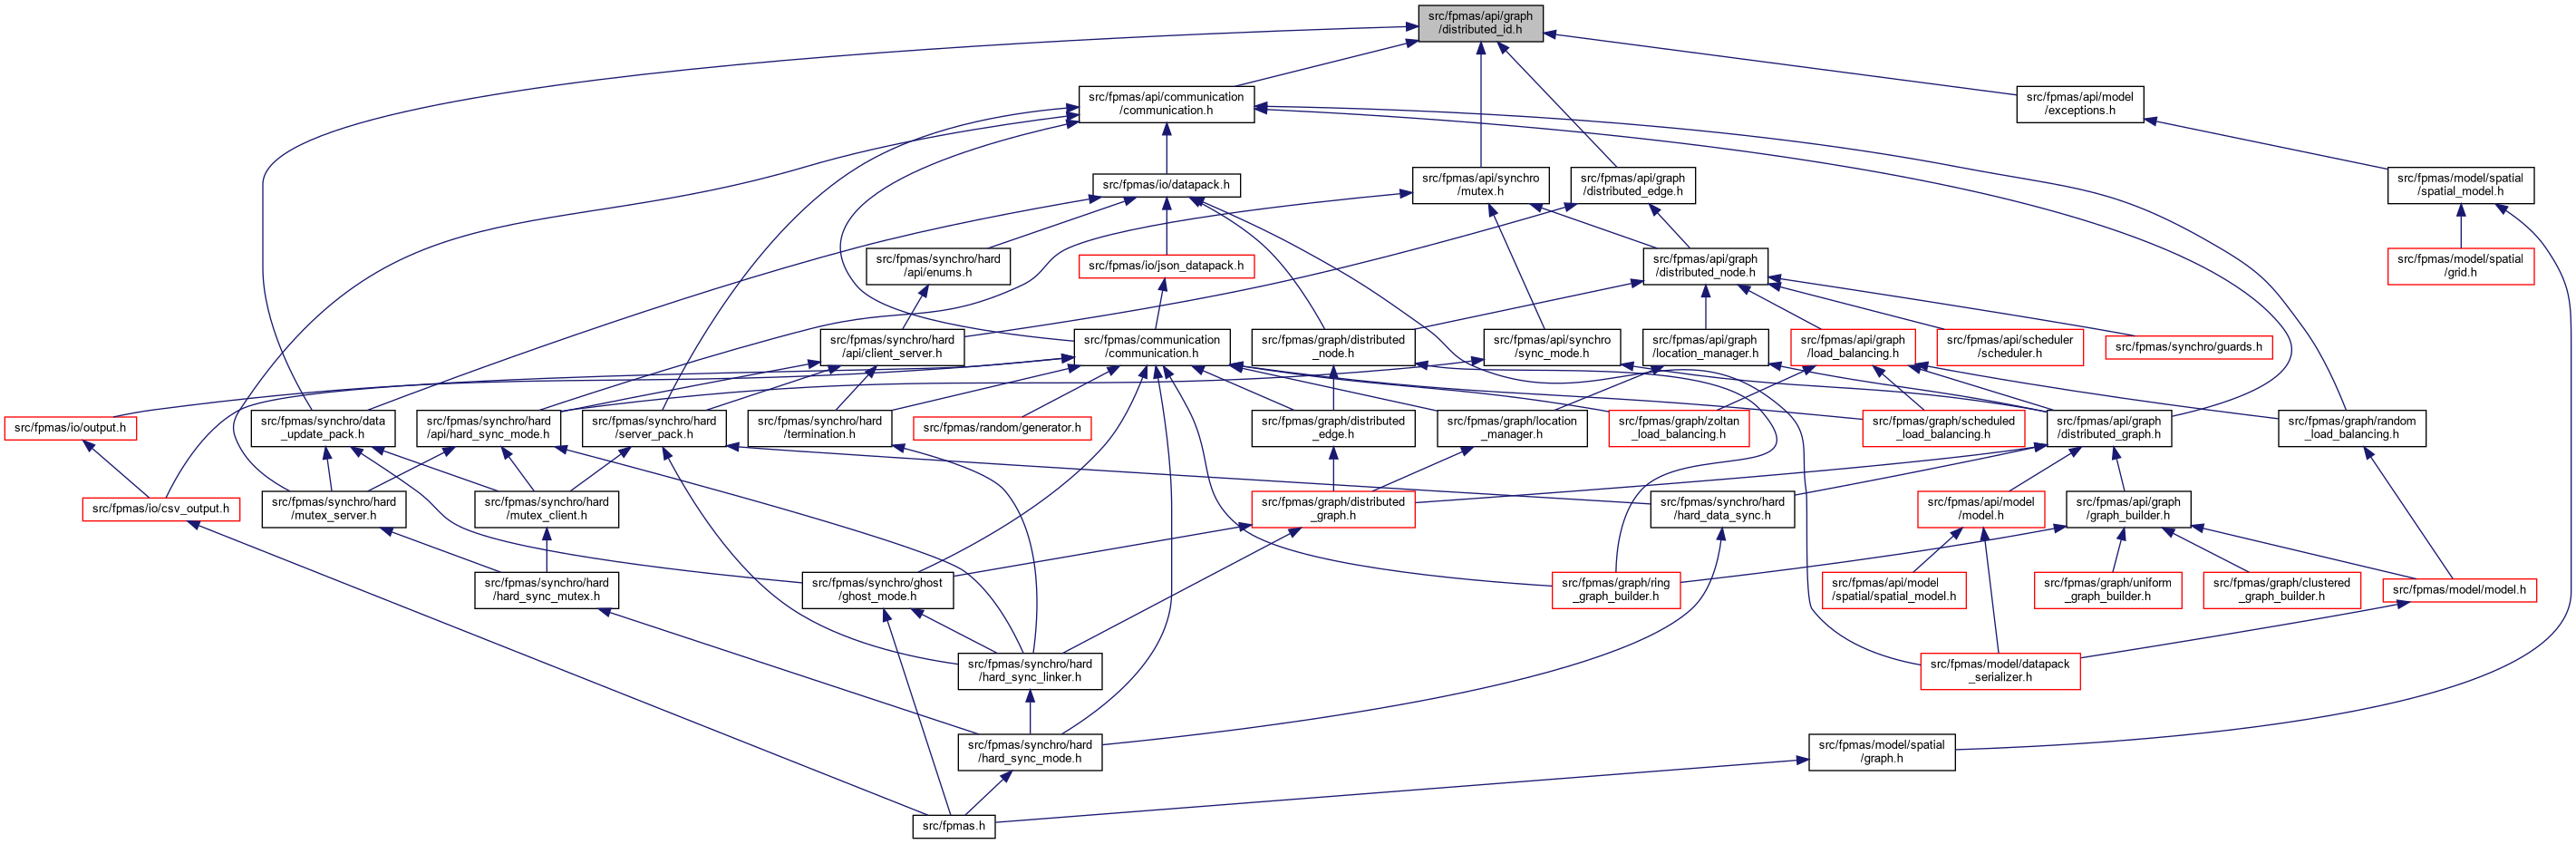 src/fpmas/api/graph
/distributed_id.h
src/fpmas/api/communication
/communication.h
src/fpmas/api/model
/exceptions.h
src/fpmas/io/datapack.h
src/fpmas/api/synchro
/mutex.h
src/fpmas/api/graph
/distributed_edge.h
src/fpmas/model/spatial
/spatial_model.h
src/fpmas/synchro/hard
/api/enums.h
src/fpmas/io/json_datapack.h
src/fpmas/api/graph
/distributed_node.h
src/fpmas/model/spatial
/grid.h
src/fpmas/synchro/hard
/api/client_server.h
src/fpmas/communication
/communication.h
src/fpmas/graph/distributed
_node.h
src/fpmas/api/synchro
/sync_mode.h
src/fpmas/api/graph
/location_manager.h
src/fpmas/api/graph
/load_balancing.h
src/fpmas/api/scheduler
/scheduler.h
src/fpmas/synchro/guards.h
src/fpmas/io/output.h
src/fpmas/synchro/data
_update_pack.h
src/fpmas/synchro/hard
/api/hard_sync_mode.h
src/fpmas/synchro/hard
/server_pack.h
src/fpmas/synchro/hard
/termination.h
src/fpmas/random/generator.h
src/fpmas/graph/distributed
_edge.h
src/fpmas/graph/location
_manager.h
src/fpmas/graph/zoltan
_load_balancing.h
src/fpmas/graph/scheduled
_load_balancing.h
src/fpmas/api/graph
/distributed_graph.h
src/fpmas/graph/random
_load_balancing.h
src/fpmas/io/csv_output.h
src/fpmas/synchro/hard
/mutex_server.h
src/fpmas/synchro/hard
/mutex_client.h
src/fpmas/graph/distributed
_graph.h
src/fpmas/synchro/hard
/hard_data_sync.h
src/fpmas/api/model
/model.h
src/fpmas/api/graph
/graph_builder.h
src/fpmas/synchro/hard
/hard_sync_mutex.h
src/fpmas/synchro/ghost
/ghost_mode.h
src/fpmas/graph/ring
_graph_builder.h
src/fpmas/api/model
/spatial/spatial_model.h
src/fpmas/graph/uniform
_graph_builder.h
src/fpmas/graph/clustered
_graph_builder.h
src/fpmas/model/model.h
src/fpmas/synchro/hard
/hard_sync_linker.h
src/fpmas/model/datapack
_serializer.h
src/fpmas/synchro/hard
/hard_sync_mode.h
src/fpmas/model/spatial
/graph.h
src/fpmas.h